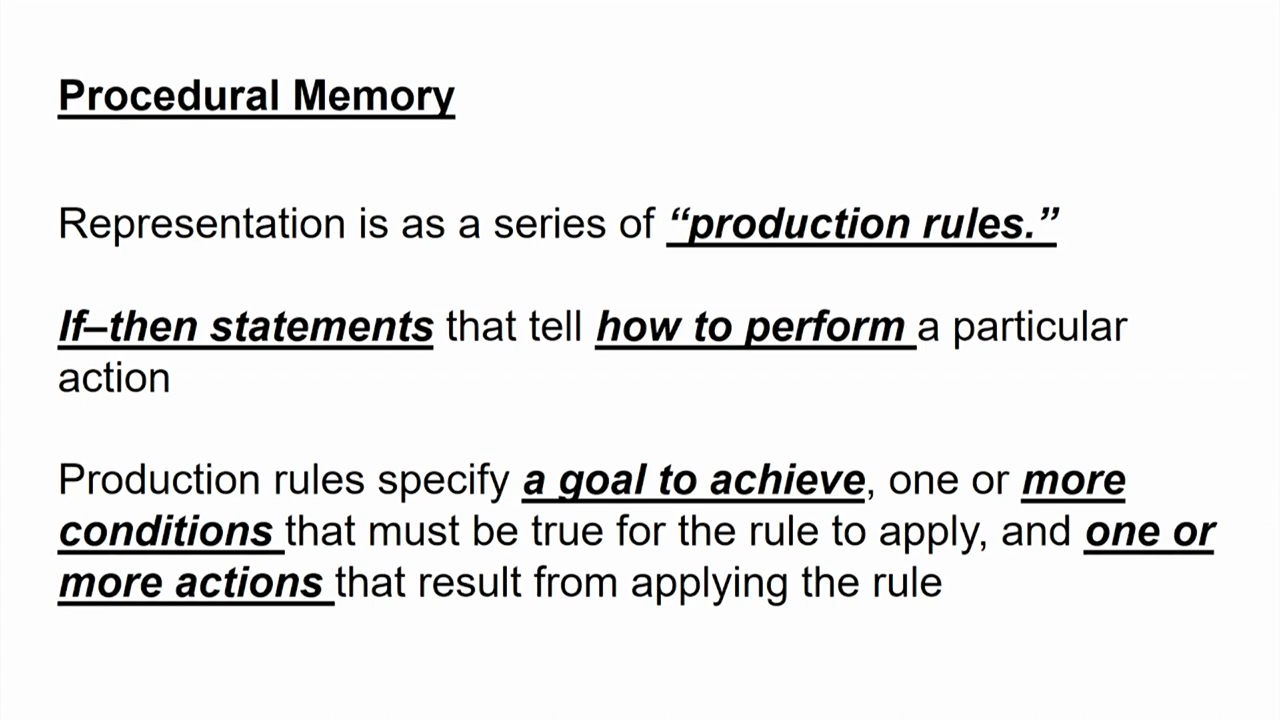 Procedural Memory
Representation is as a series of “production rules.”
If–then statements that tell how to perform a particular
action
Production rules specify a goal to achieve, one or more
conditions that must be true for the rule to apply, and one or
more actions that result from applying the rule